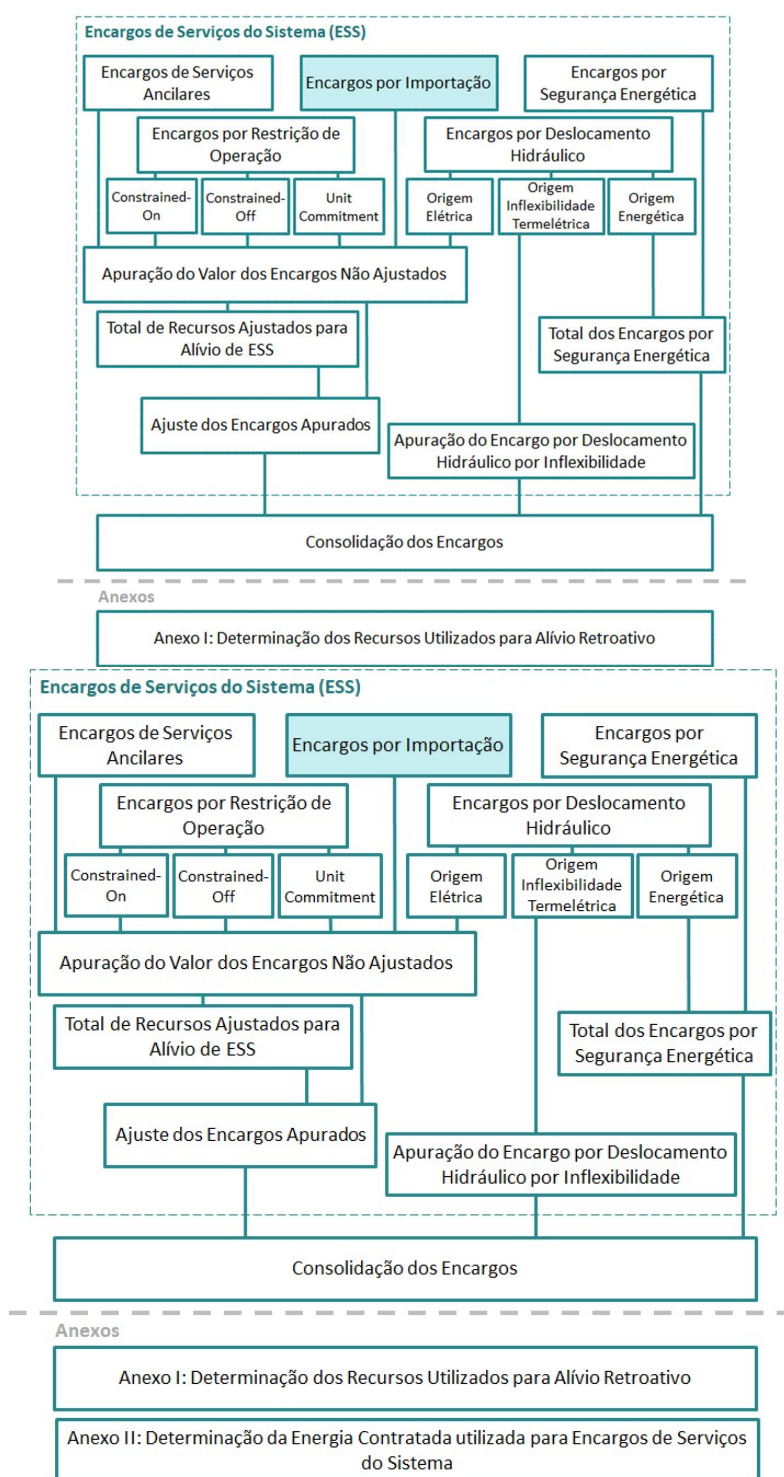 Encargos de Serviços do Sistema (ESS)
Encargos de Serviços
Ancilares
Encargos por Importação
Encargos por
Segurança Energética
Encargos por Restrição de
Operação
Encargos por Deslocamento
Hidráulico
Constrained-
On
Constrained-
Off
Unit
Commitment
Origem
Elétrica
Origem
Inflexibilidade
Termelétrica
Origem
Energética
Apuração do Valor dos Encargos Não Ajustados
Total de Recursos Ajustados para
Alívio de ESS
Total dos Encargos por
Segurança Energética
Ajuste dos Encargos Apurados
Apuração do Encargo por Deslocamento
Hidráulico por Inflexibilidade
Consolidação dos Encargos
Anexos
Anexo I: Determinação dos Recursos Utilizados para Alívio Retroativo
Encargos de Serviços do Sistema (ESS)
Encargos de Serviços
Ancilares
Encargos por Importação
Encargos por
Segurança Energética
Encargos por Restrição de
Operação
Encargos por Deslocamento
Hidráulico
Constrained-
On
Constrained-
Off
Unit
Commitment
Origem
Elétrica
Origem
Inflexibilidade
Termelétrica
Origem
Energética
Apuração do Valor dos Encargos Não Ajustados
Total de Recursos Ajustados para
Alívio de ESS
Total dos Encargos por
Segurança Energética
Ajuste dos Encargos Apurados
Apuração do Encargo por Deslocamento
Hidráulico por Inflexibilidade
Consolidação dos Encargos
Anexos
Anexo I: Determinação dos Recursos Utilizados para Alívio Retroativo
Anexo II: Determinação da Energia Contratada utilizada para Encargos de Serviços
do Sistema